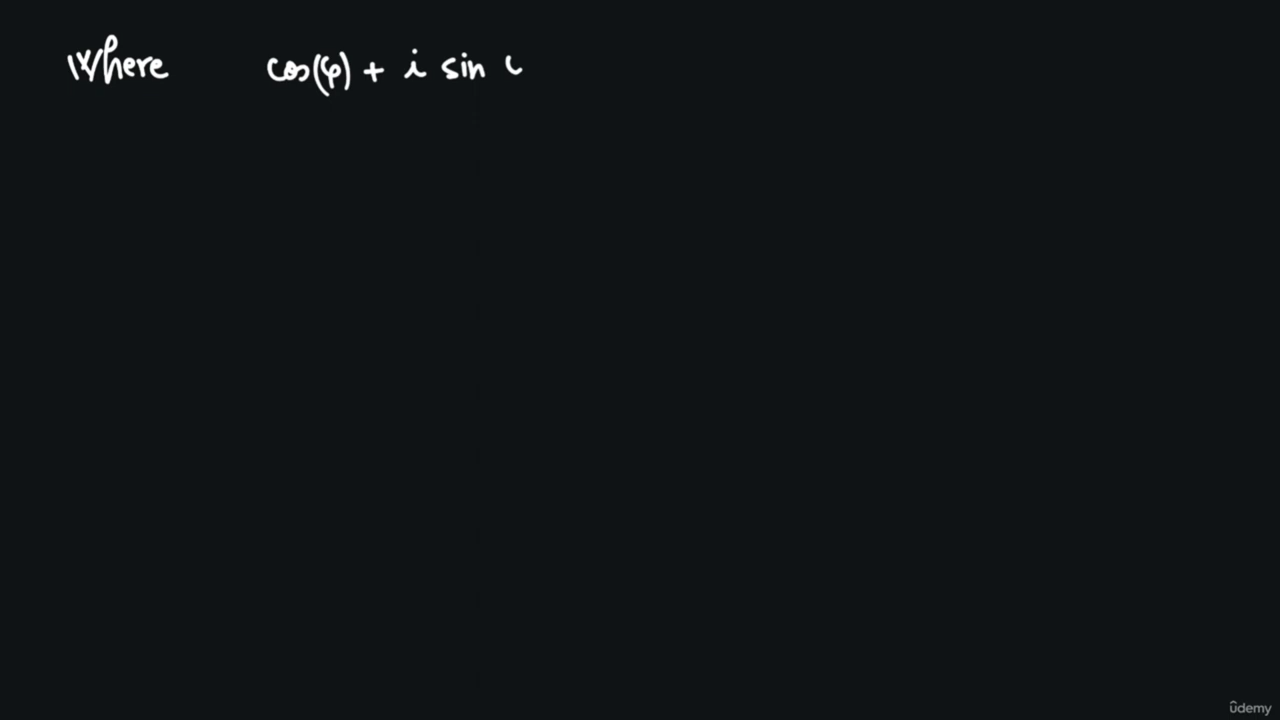 Where cos(φ) + i sin
ûdemy